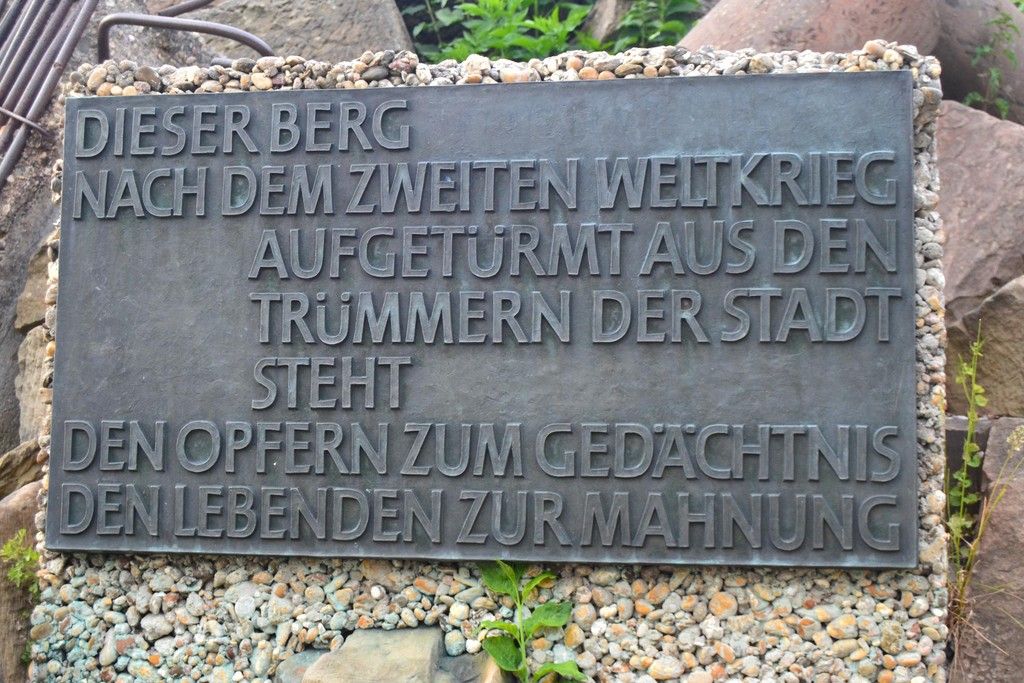 DIESER BERG
NACH DEM ZWEITEN WELTKRIEG
AUFGETÜRMT AUS DEN
TRÜMMERN DER STADT
STEHT
DEN OPFERN ZUM GEDÄCHTNIS
DEN LEBENDEN ZUR MAHNUNG